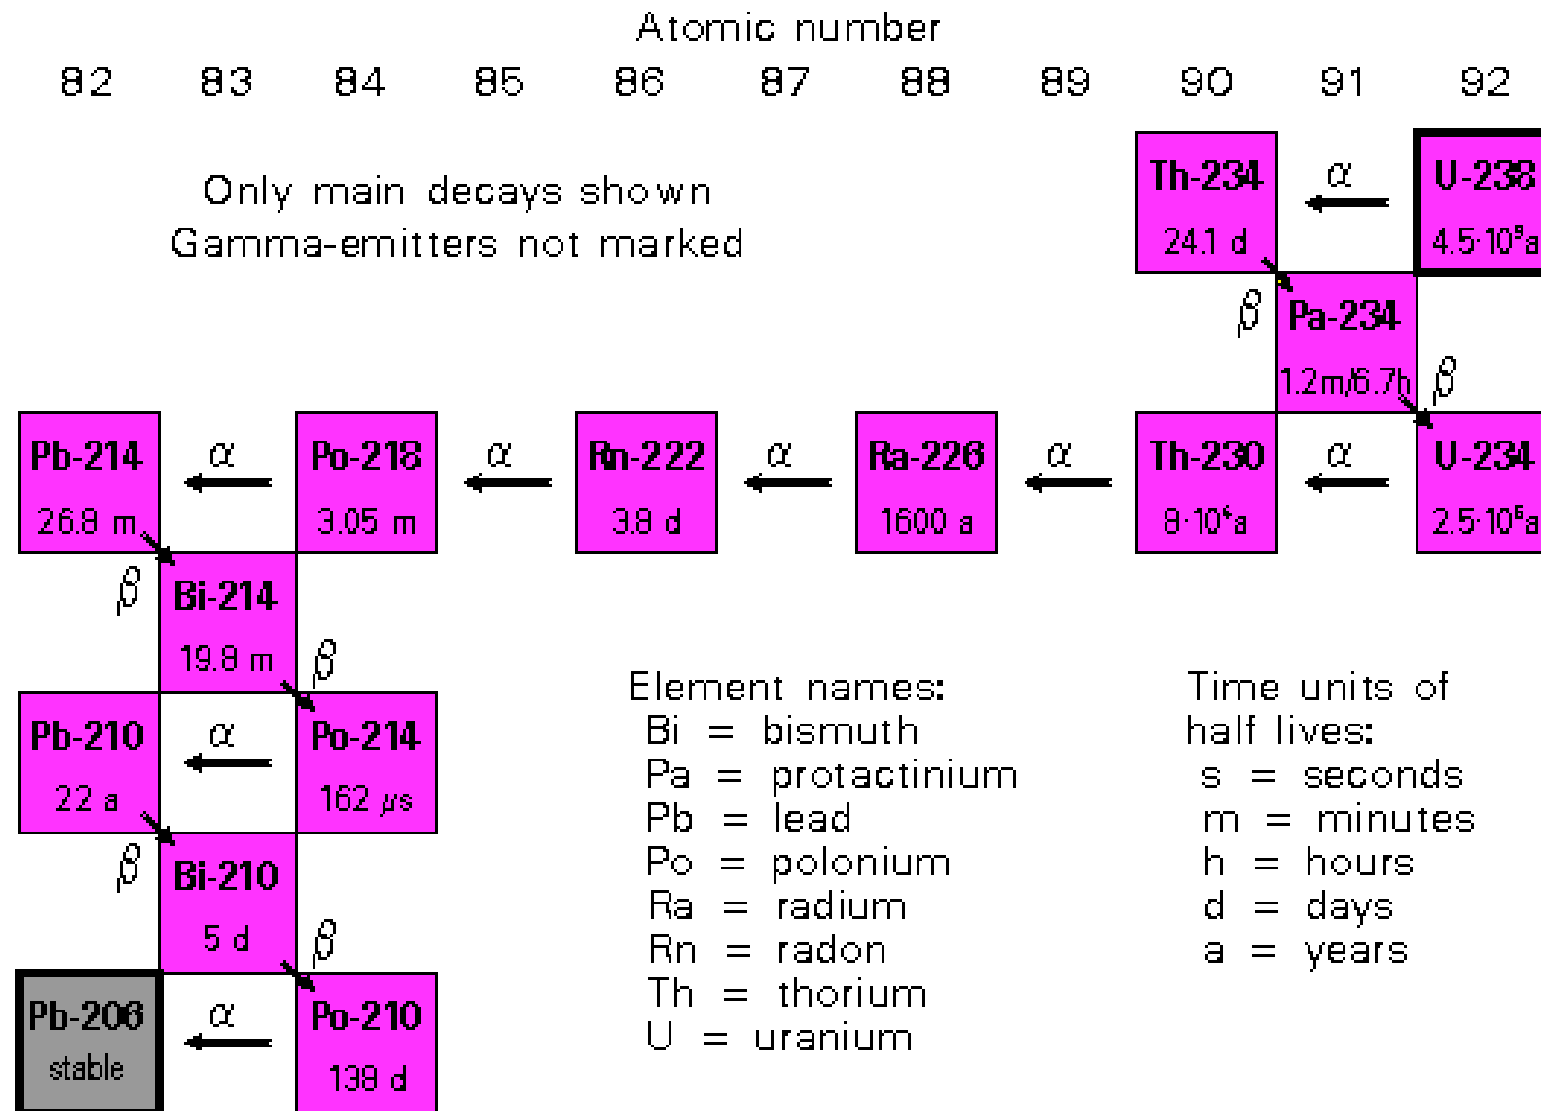 Atomic number
82 83 84 85 86 87 88 89 90 91 92
Only main decays shown
Gamma-emitters not marked
Th-234
24.1 d
α
U-238
4.5·10⁹a
β
Pa-234
1.2m/6.7h
β
Pb-214
26.8 m
α
Po-218
3.05 m
α
Rn-222
3.8 d
α
Ra-226
1600 a
α
Th-230
8·10⁴a
α
U-234
2.5·10⁵a
β
Bi-214
19.8 m
β
Pb-210
22 a
α
Po-214
162 µs
β
Bi-210
5 d
β
Pb-206
stable
α
Po-210
138 d
Element names:
Bi = bismuth
Pa = protactinium
Pb = lead
Po = polonium
Ra = radium
Rn = radon
Th = thorium
U = uranium
Time units of
half lives:
s = seconds
m = minutes
h = hours
d = days
a = years